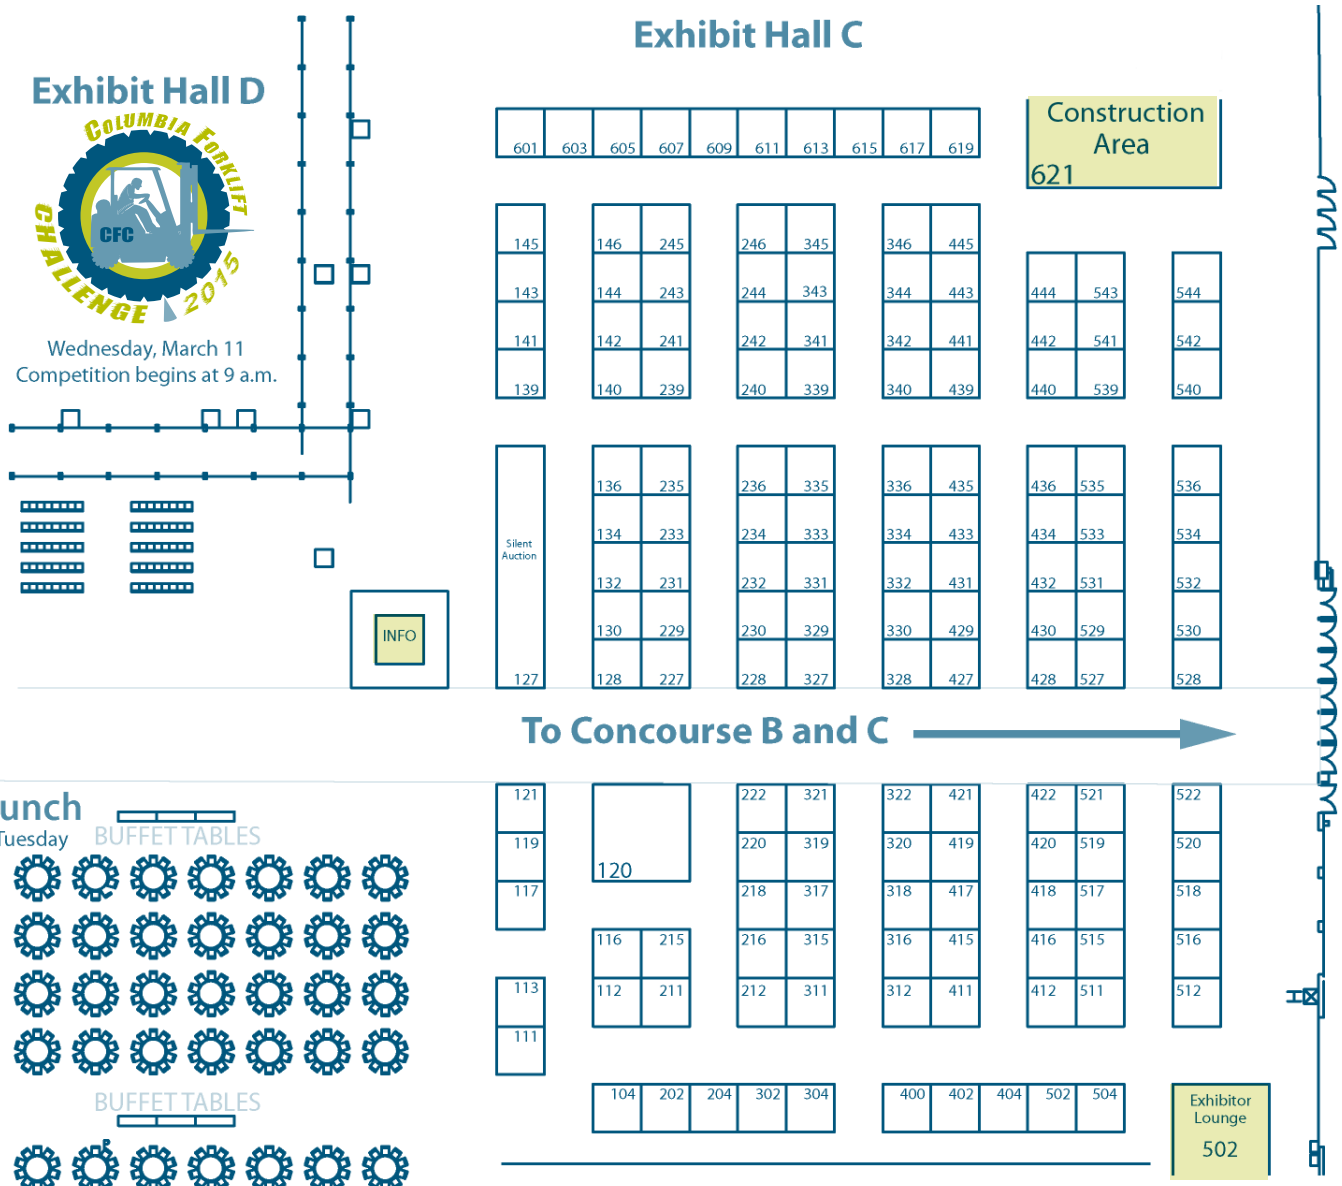 Exhibit Hall C
Exhibit Hall D
COLUMBIA FORKLIFT
CHALLENGE 2015
CFC
Wednesday, March 11
Competition begins at 9 a.m.
Construction
Area
621
601 603 605 607 609 611 613 615 617 619
145 146 245 246 345 346 445
143 144 243 244 343 344 443 444 543 544
141 142 241 242 341 342 441 442 541 542
139 140 239 240 339 340 439 440 539 540
136 235 236 335 336 435 436 535 536
134 233 234 333 334 433 434 533 534
Silent
Auction
132 231 232 331 332 431 432 531 532
INFO
130 229 230 329 330 429 430 529 530
127 128 227 228 327 328 427 428 527 528
To Concourse B and C
unch
Tuesday
BUFFET TABLES
121 222 321 322 421 422 521 522
119 220 319 320 419 420 519 520
120
117 218 317 318 417 418 517 518
116 215 216 315 316 415 416 515 516
113 112 211 212 311 312 411 412 511 512
111
BUFFET TABLES
104 202 204 302 304 400 402 404 502 504
Exhibitor
Lounge
502